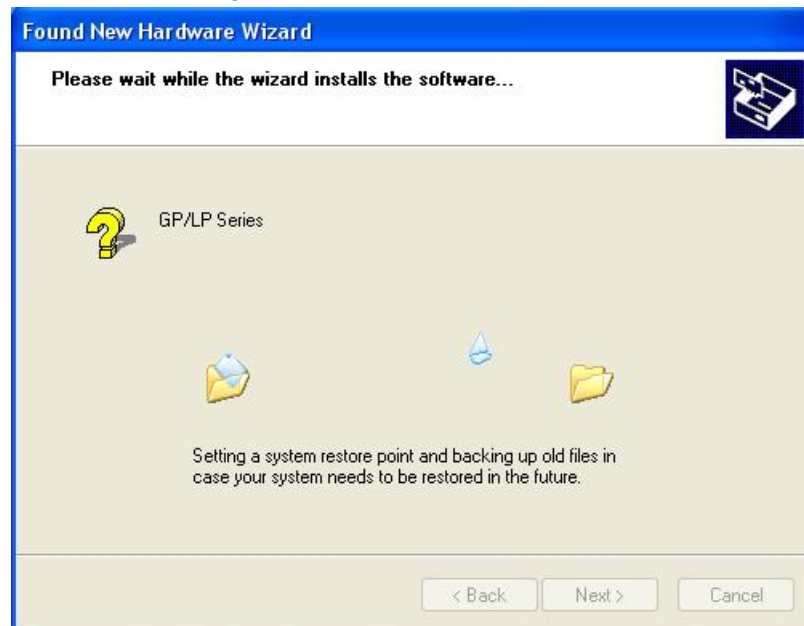 Found New Hardware Wizard
Please wait while the wizard installs the software...
GP/LP Series
Setting a system restore point and backing up old files in
case your system needs to be restored in the future.
< Back
Next >
Cancel